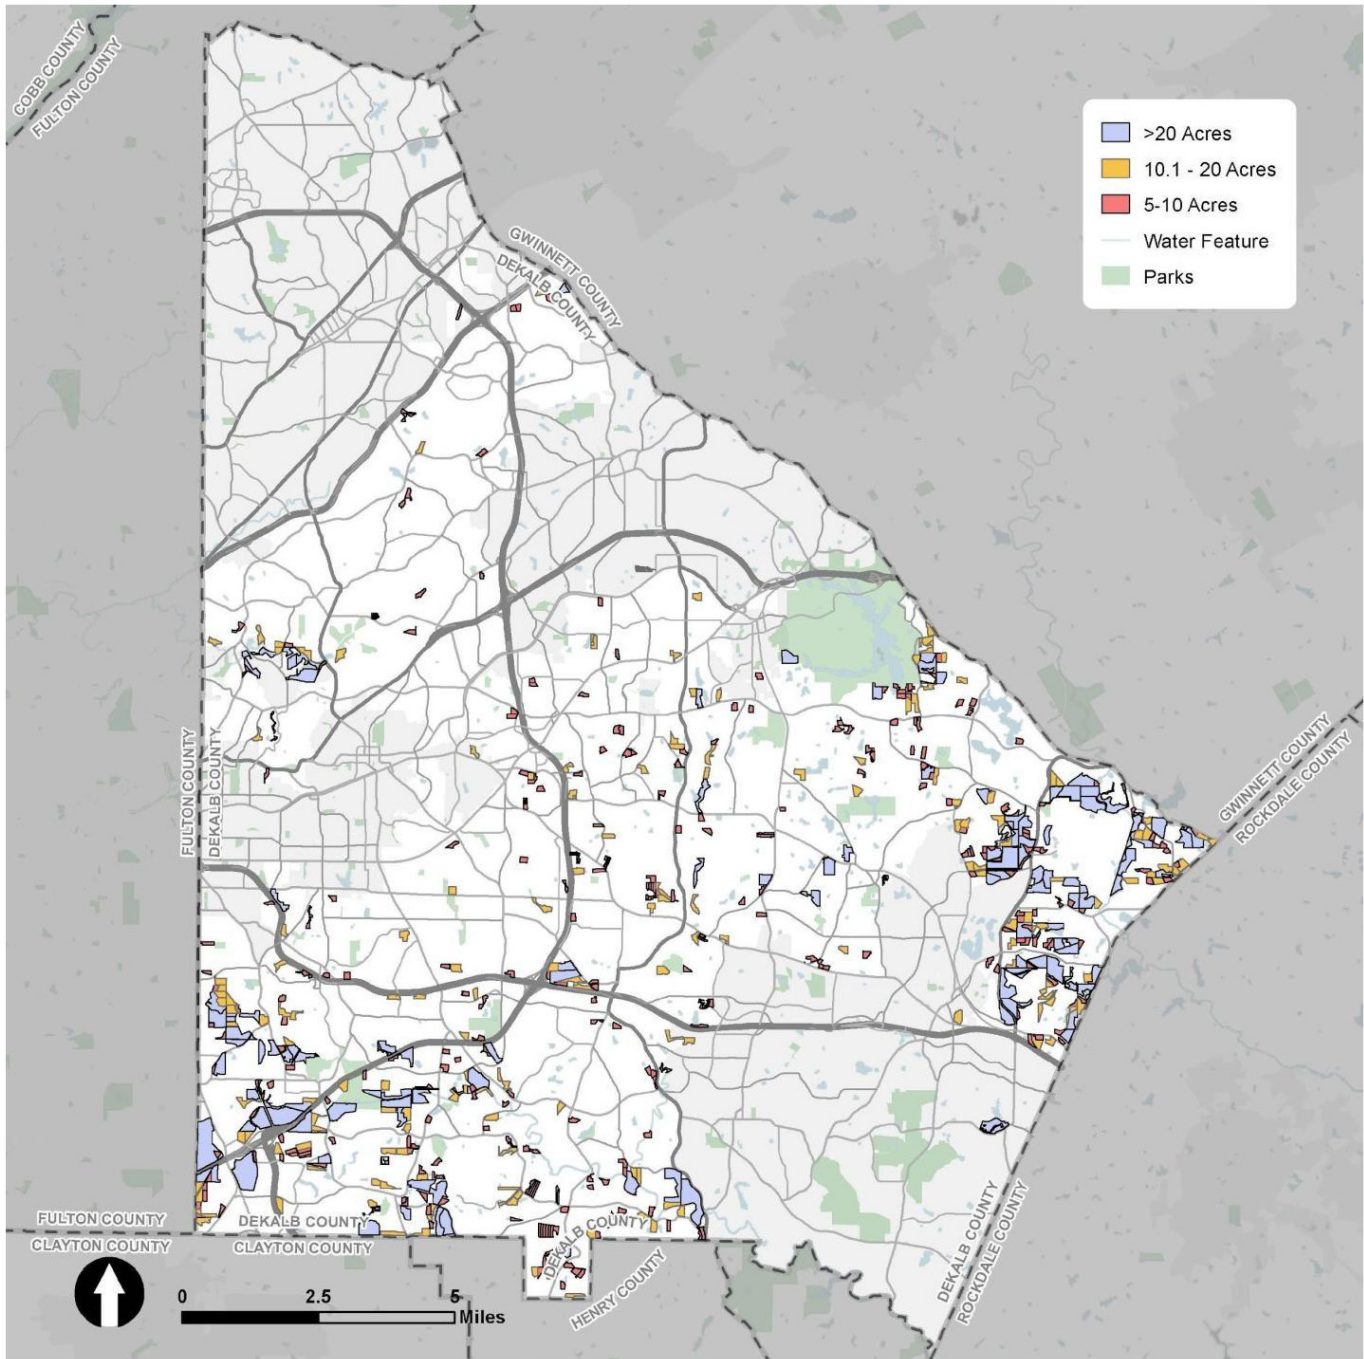 COBB COUNTY
FULTON COUNTY
>20 Acres
10.1 - 20 Acres
5-10 Acres
Water Feature
Parks
GWINNETT COUNTY
DEKALB COUNTY
FULTON COUNTY
DEKALB COUNTY
GWINNETT COUNTY
ROCKDALE COUNTY
FULTON COUNTY
CLAYTON COUNTY
DEKALB COUNTY
CLAYTON COUNTY
DEKALB COUNTY
DEKALB COU
HENRY COUNTY
DEKALB COUNTY
ROCKDALE COUNTY
0 2.5 5
Miles